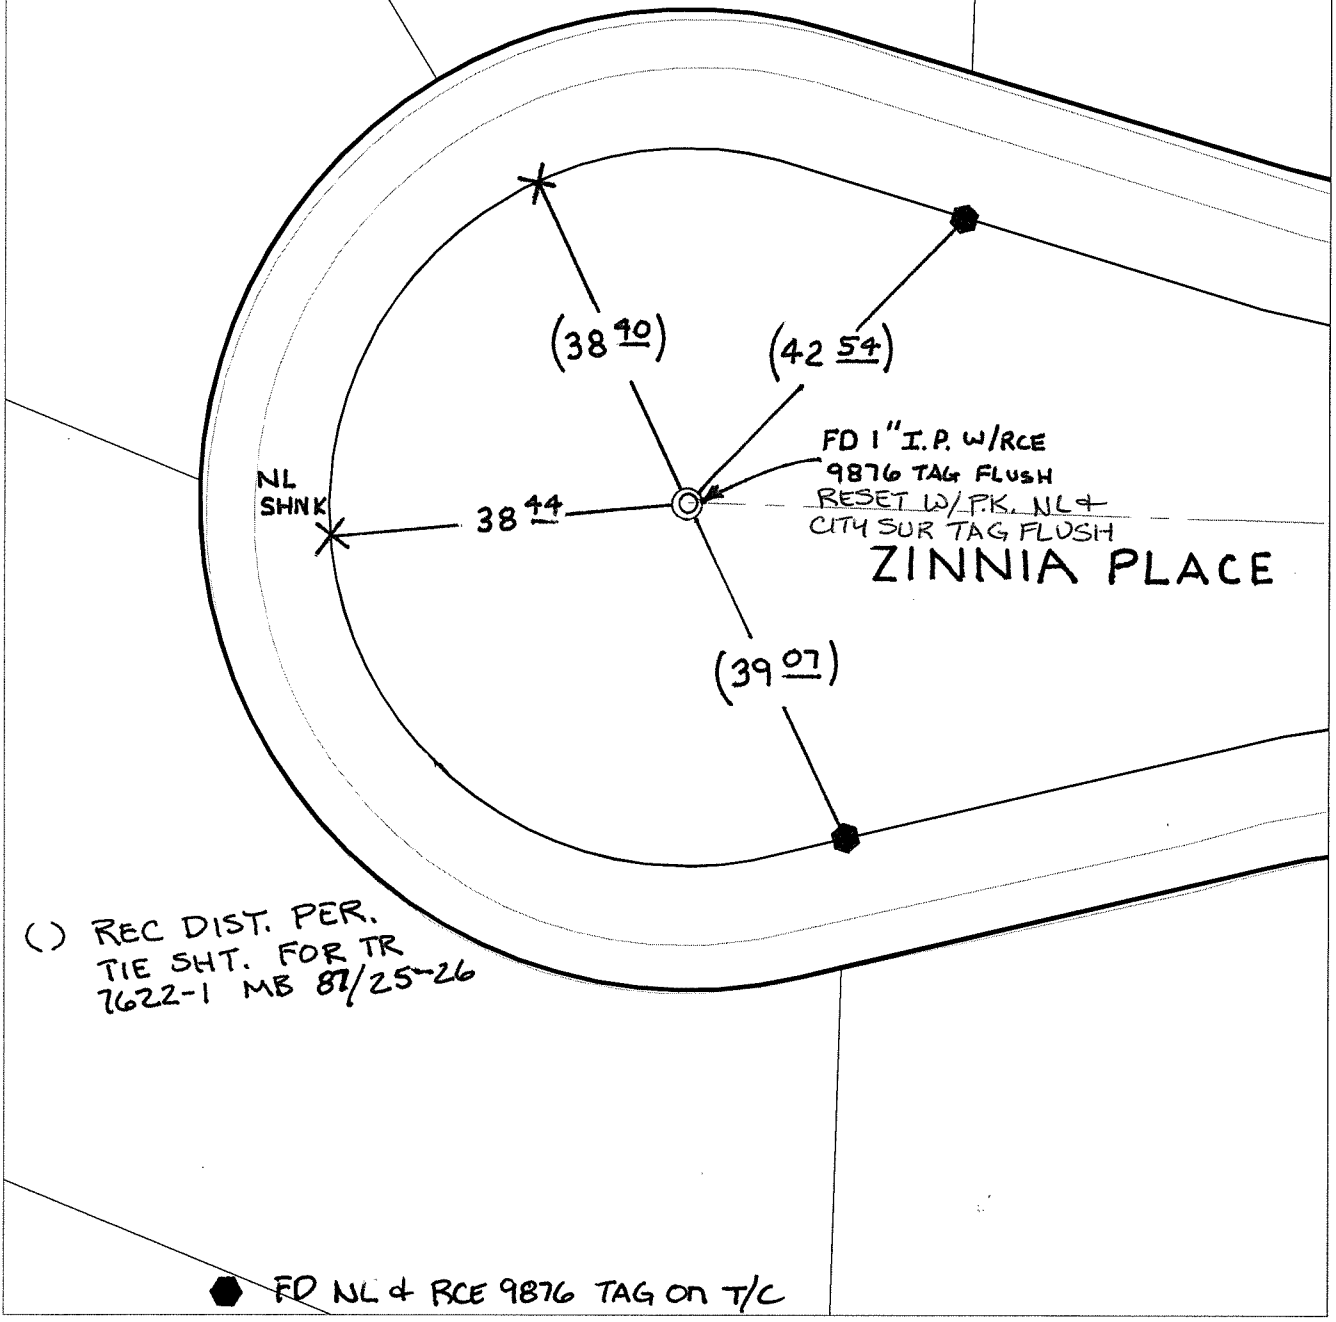 (38 40)
(42 54)
FD 1" I.P. W/RCE
9876 TAG FLUSH
RESET W/P.K. NL &
CITY SUR TAG FLUSH
ZINNIA PLACE
NL
SHNK
38 44
(39 07)
( ) REC DIST. PER.
TIE SHT. FOR TR
7622-1 MB 87/25-26
FD NL & RCE 9876 TAG ON T/C